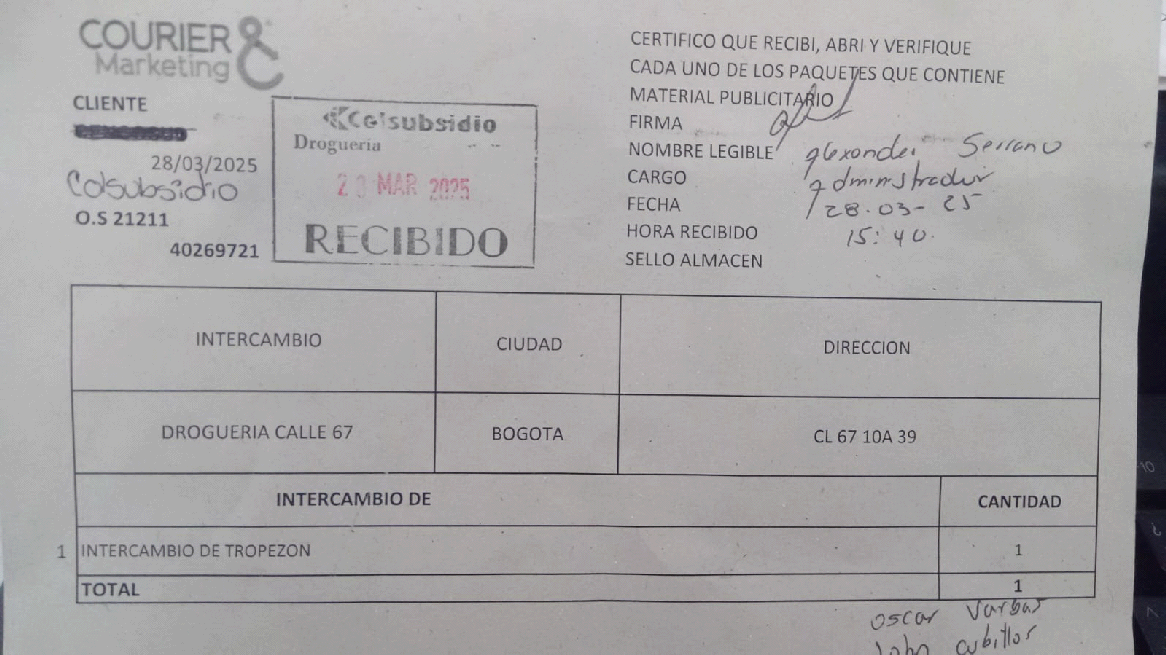 COURIER &
Marketing
CLIENTE
28/03/2025
Colsubsidio
O.S 21211
40269721
Colsubsidio
Drogueria
MAR 2025
RECIBIDO
CERTIFICO QUE RECIBI, ABRI Y VERIFIQUE
CADA UNO DE LOS PAQUETES QUE CONTIENE
MATERIAL PUBLICITARIO
FIRMA
NOMBRE LEGIBLE Alexander Serrano
CARGO Administrador
FECHA 28-03-25
HORA RECIBIDO 15:40
SELLO ALMACEN
INTERCAMBIO CIUDAD DIRECCION
DROGUERIA CALLE 67 BOGOTA CL 67 10A 39
INTERCAMBIO DE CANTIDAD
1 INTERCAMBIO DE TROPEZON 1
TOTAL 1
oscar Vargas